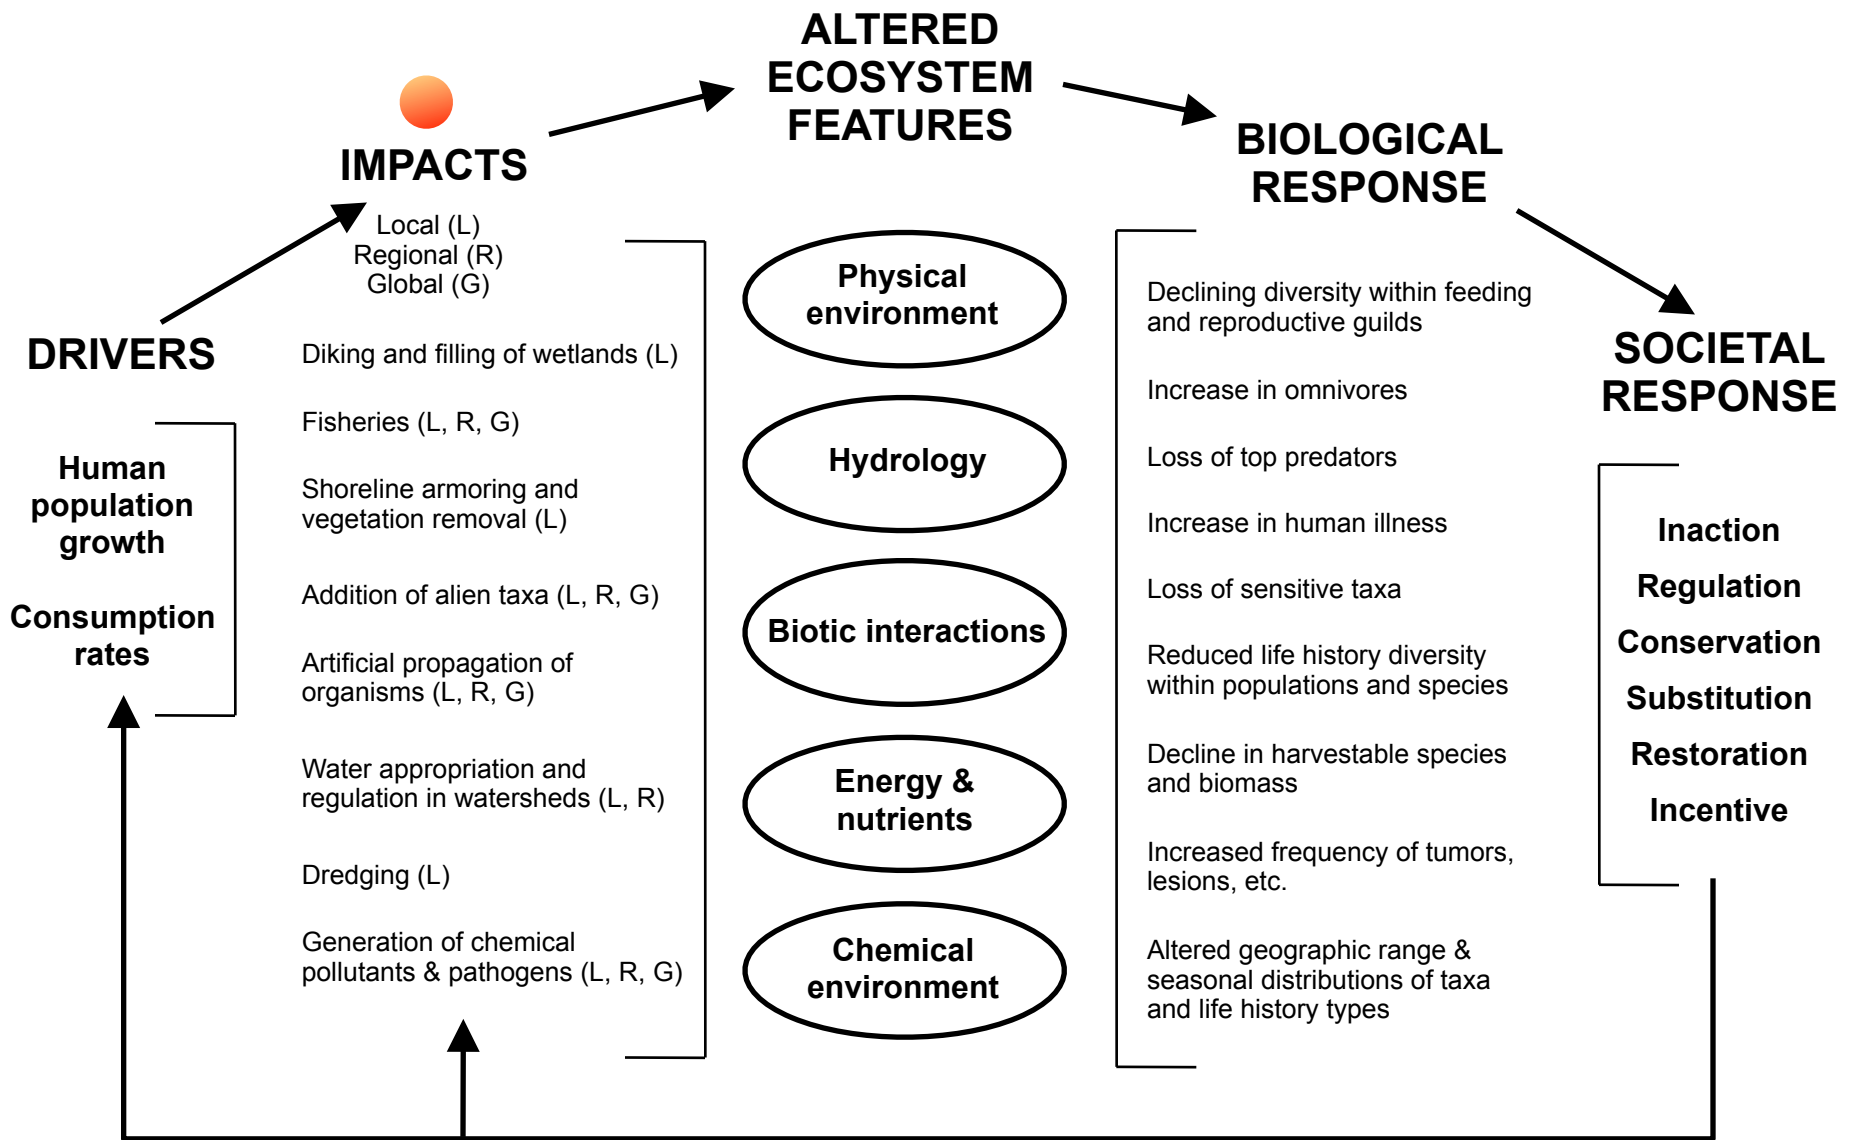 DRIVERS
Human
population
growth
Consumption
rates
IMPACTS
Local (L)
Regional (R)
Global (G)
Diking and filling of wetlands (L)
Fisheries (L, R, G)
Shoreline armoring and
vegetation removal (L)
Addition of alien taxa (L, R, G)
Artificial propagation of
organisms (L, R, G)
Water appropriation and
regulation in watersheds (L, R)
Dredging (L)
Generation of chemical
pollutants & pathogens (L, R, G)
ALTERED
ECOSYSTEM
FEATURES
Physical
environment
Hydrology
Biotic interactions
Energy &
nutrients
Chemical
environment
BIOLOGICAL
RESPONSE
Declining diversity within feeding
and reproductive guilds
Increase in omnivores
Loss of top predators
Increase in human illness
Loss of sensitive taxa
Reduced life history diversity
within populations and species
Decline in harvestable species
and biomass
Increased frequency of tumors,
lesions, etc.
Altered geographic range &
seasonal distributions of taxa
and life history types
SOCIETAL
RESPONSE
Inaction
Regulation
Conservation
Substitution
Restoration
Incentive